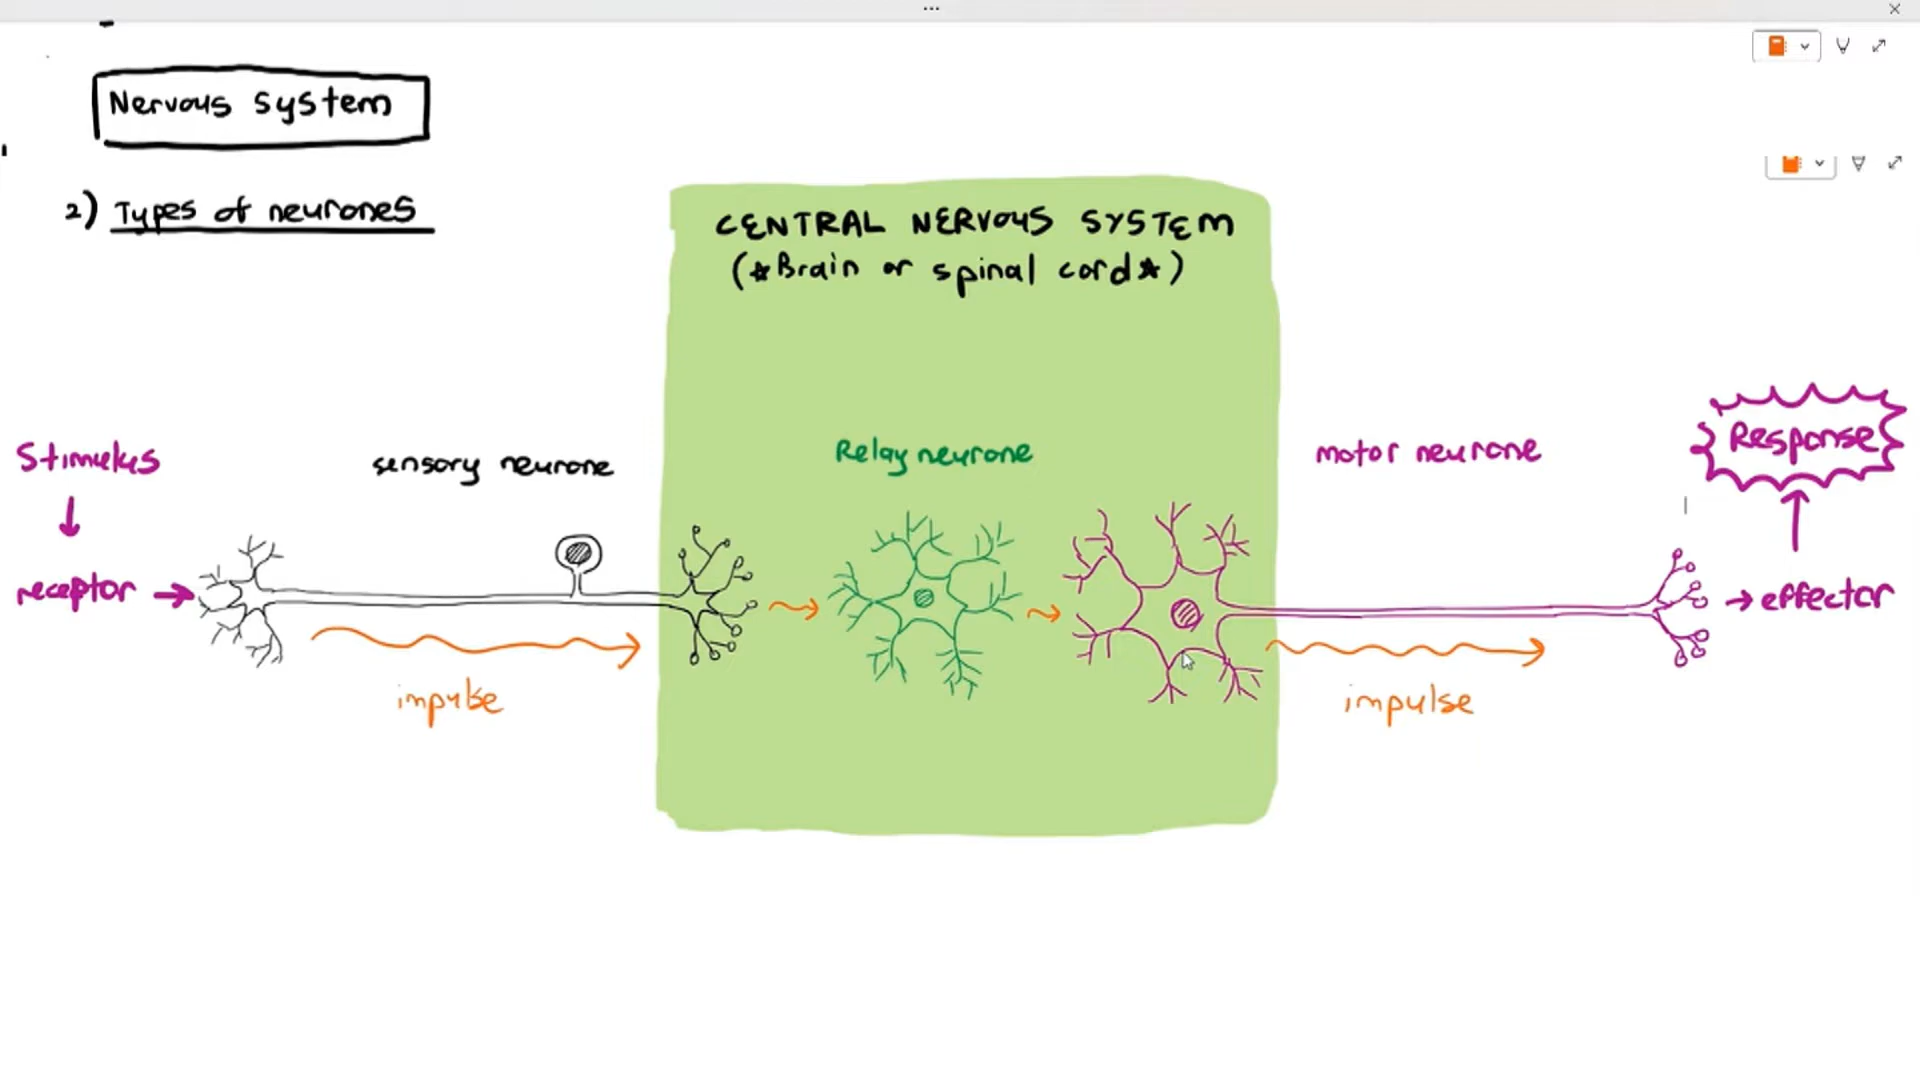 Nervous system
2) Types of neurones
CENTRAL NERVOUS SYSTEM
(*Brain or spinal cord*)
Stimulus
sensory neurone
Relay neurone
motor neurone
Response
receptor
effector
impulse
impulse